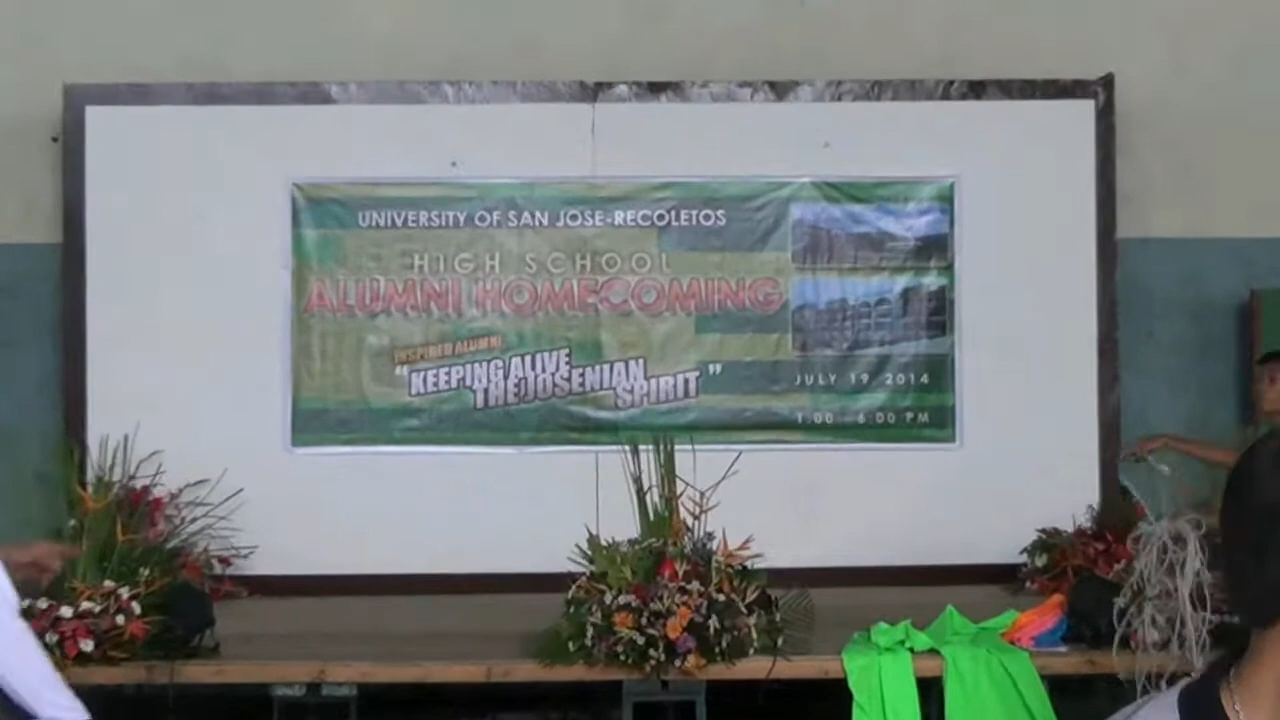 UNIVERSITY OF SAN JOSE-RECOLETOS
HIGH SCHOOL
ALUMNI HOMECOMING
INSPIRED ALUMNI
"KEEPING ALIVE
THE JOSENIAN
SPIRIT"
JULY 19, 2014
1:00 - 6:00 PM